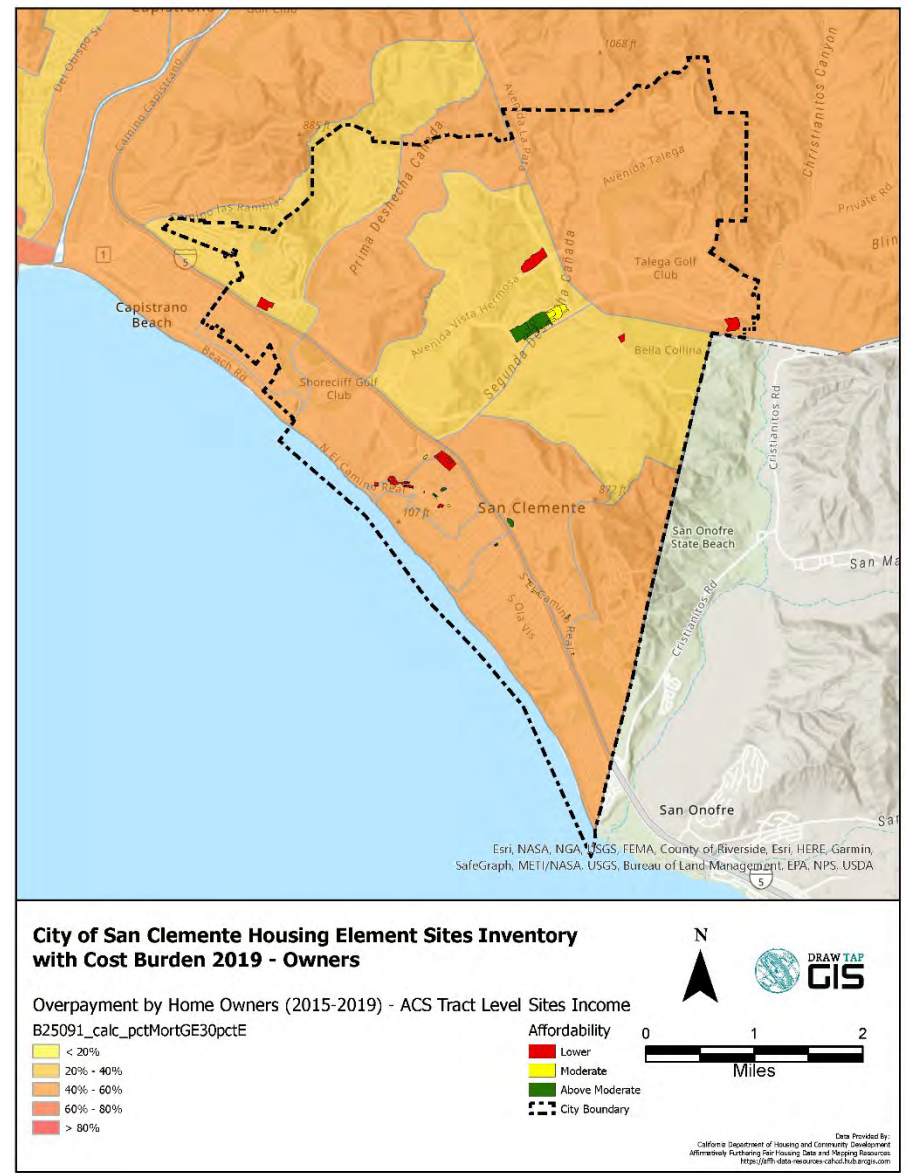 Capistrano
Golf Club
Del Obispo St
Camino Capistrano
1068 ft
Christianitos Canyon
Avenida La Pata
885 ft
Avenida Talega
Prima Deshecha Cañada
Camino las Ramblas
Private Rd
Blin
1
5
Talega Golf
Club
Capistrano
Beach
Avenida Vista Hermosa
Segunda Deshecha Cañada
Bella Collina
Beach Rd
Shorecliff Golf
Club
Cristianitos Rd
N El Camino Real
872 ft
107 ft
San Clemente
San Onofre
State Beach
San Ma
S El Camino Real
S Ola Vis
Cristianitos Rd
San Onofre
San
Esri, NASA, NGA, USGS, FEMA, County of Riverside, Esri, HERE, Garmin,
SafeGraph, METI/NASA, USGS, Bureau of Land Management, EPA, NPS, USDA
5
City of San Clemente Housing Element Sites Inventory
with Cost Burden 2019 - Owners
N
DRAW TAP
GIS
Overpayment by Home Owners (2015-2019) - ACS Tract Level
B25091_calc_pctMortGE30pctE
< 20%
20% - 40%
40% - 60%
60% - 80%
> 80%
Sites Income
Affordability
Lower
Moderate
Above Moderate
City Boundary
0 1 2
Miles
Data Provided By:
California Department of Housing and Community Development
Affirmatively Furthering Fair Housing Data and Mapping Resources
https://affh-data-resources-cahcd.hub.arcgis.com